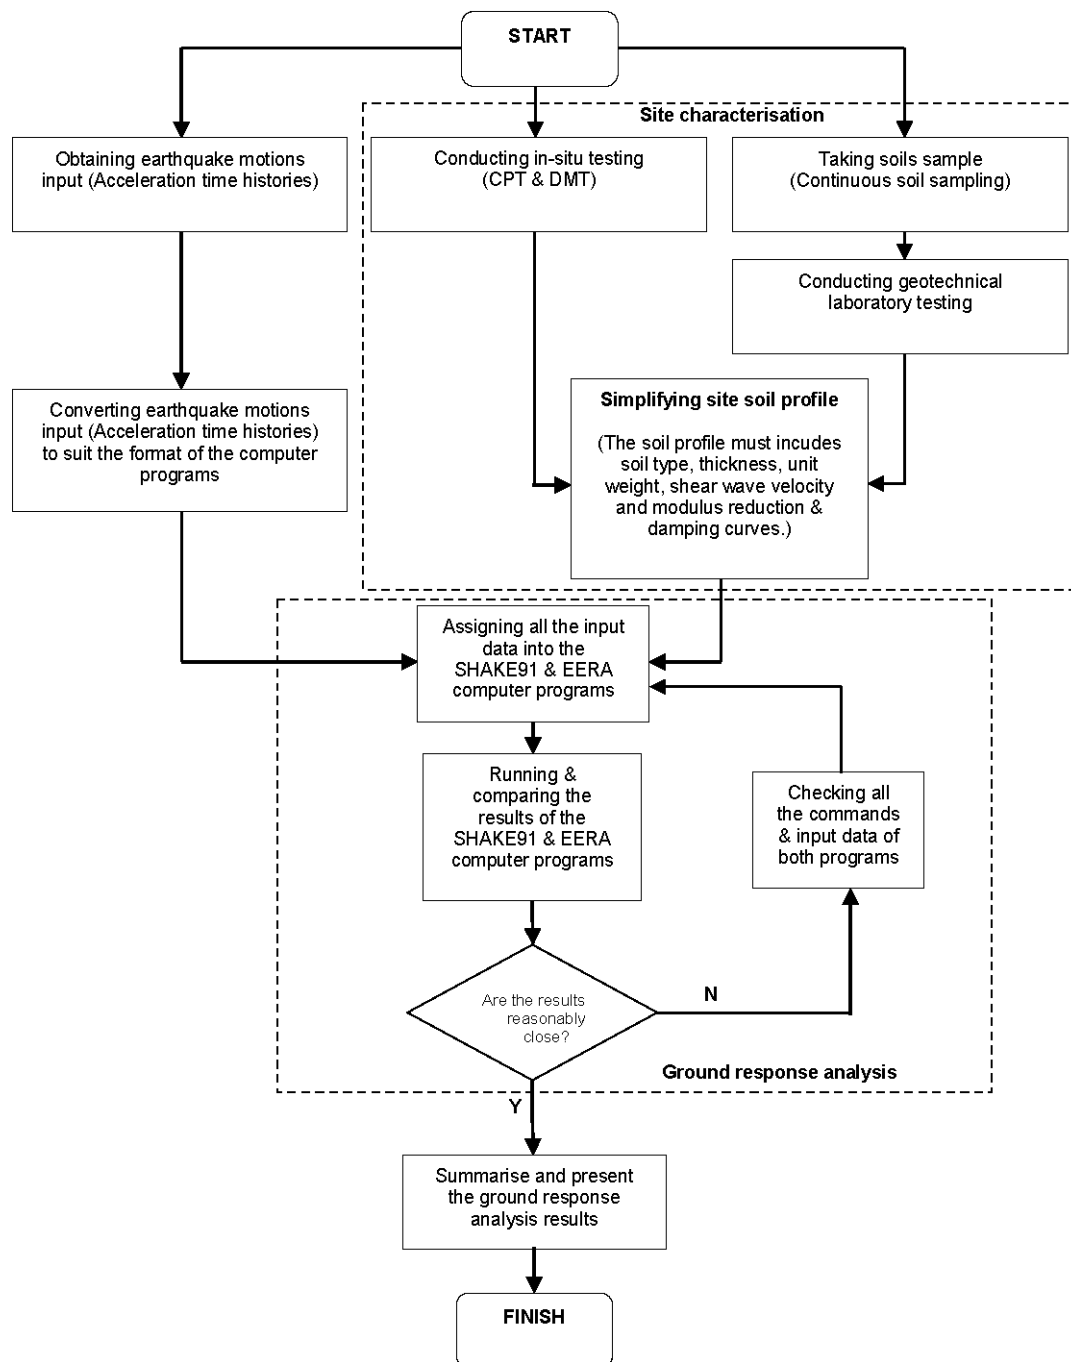 START
Site characterisation
Obtaining earthquake motions
input (Acceleration time histories)
Conducting in-situ testing
(CPT & DMT)
Taking soils sample
(Continuous soil sampling)
Conducting geotechnical
laboratory testing
Simplifying site soil profile
(The soil profile must incudes
soil type, thickness, unit
weight, shear wave velocity
and modulus reduction &
damping curves.)
Converting earthquake motions
input (Acceleration time histories)
to suit the format of the computer
programs
Assigning all the input
data into the
SHAKE91 & EERA
computer programs
Running &
comparing the
results of the
SHAKE91 & EERA
computer programs
Checking all
the commands
& input data of
both programs
Are the results
reasonably
close?
N
Ground response analysis
Y
Summarise and present
the ground response
analysis results
FINISH